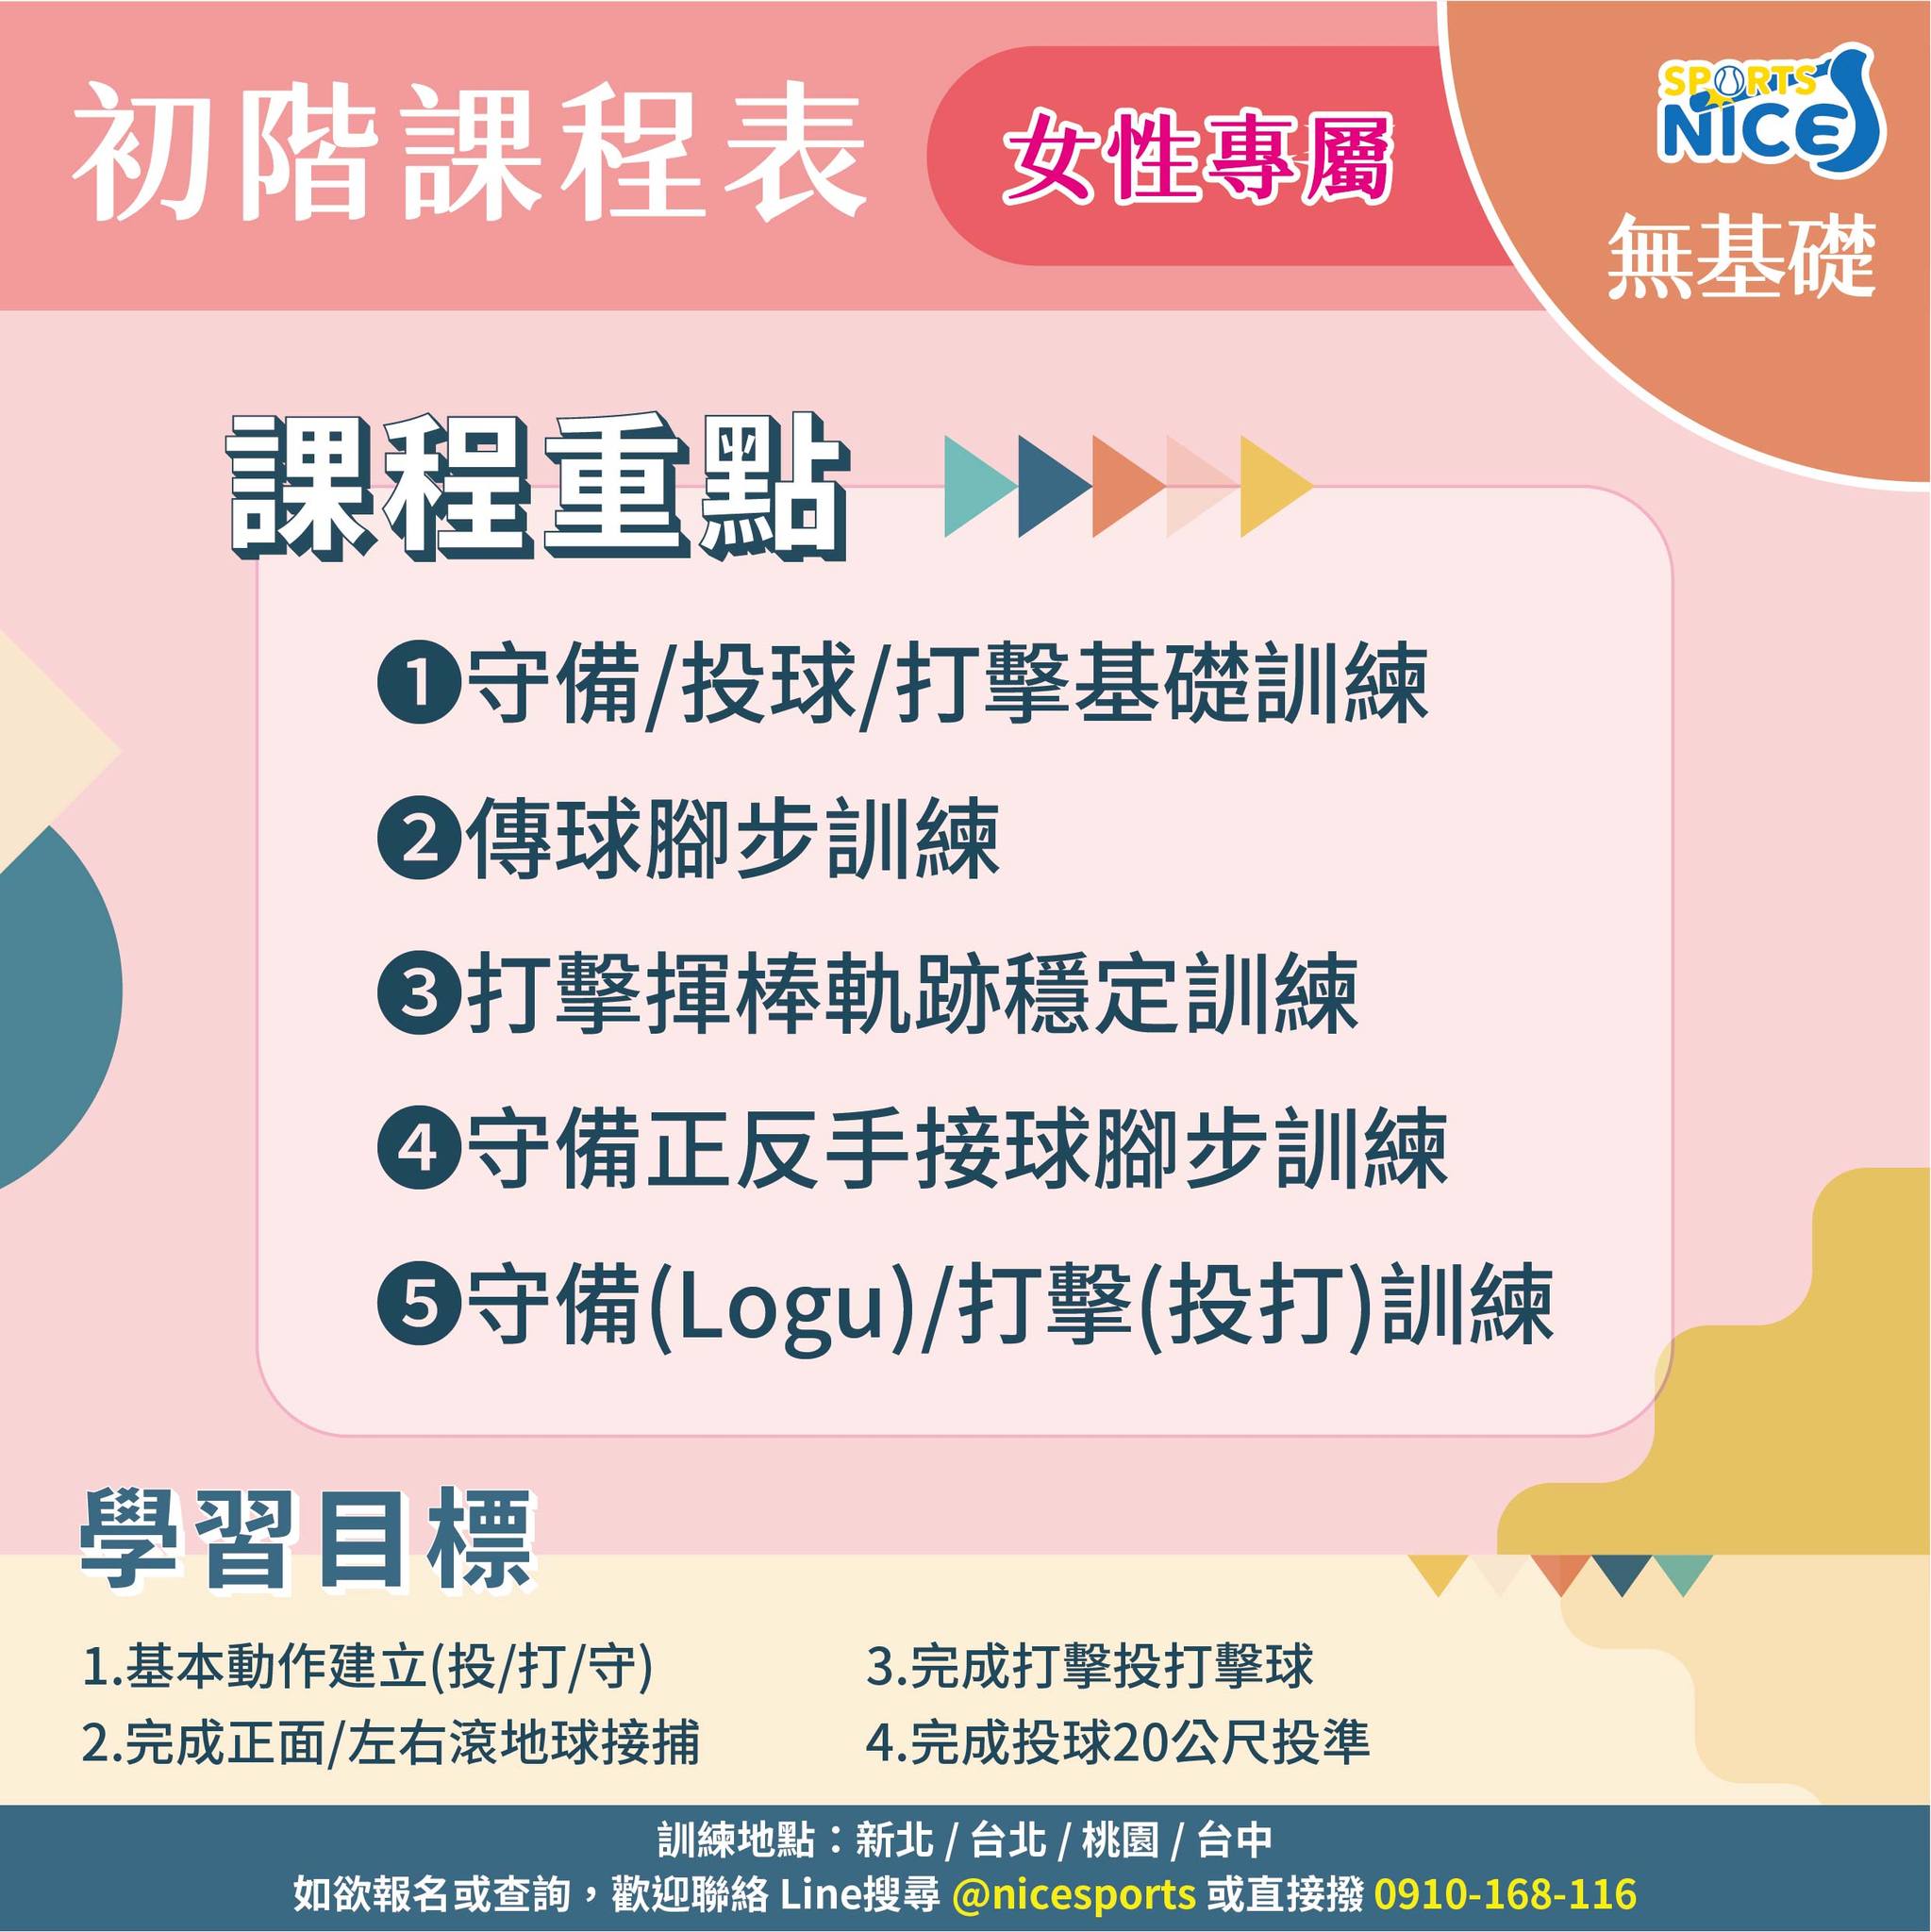 初階課程表
女性專屬
SPORTS
NICE
無基礎
課程重點
❶守備/投球/打擊基礎訓練
❷傳球腳步訓練
❸打擊揮棒軌跡穩定訓練
❹守備正反手接球腳步訓練
❺守備(Logu)/打擊(投打)訓練
學習目標
1.基本動作建立(投/打/守)
2.完成正面/左右滾地球接捕
3.完成打擊投打擊球
4.完成投球20公尺投準
訓練地點：新北 / 台北 / 桃園 / 台中
如欲報名或查詢，歡迎聯絡 Line搜尋 @nicesports 或直接撥 0910-168-116